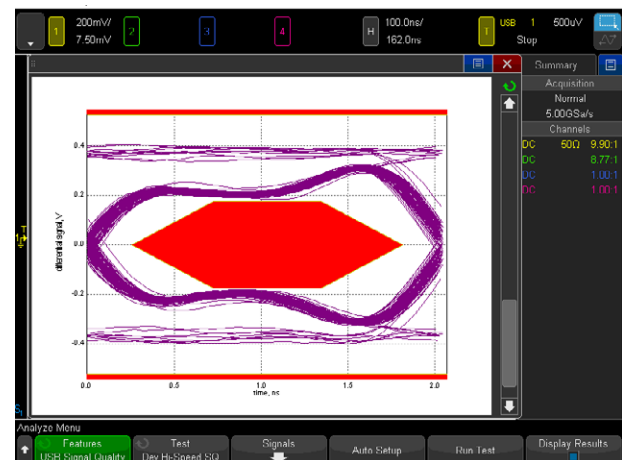 1 200mV/ 7.50mV 2 3 4 H 100.0ns/ 162.0ns T USB 1 500uV Stop
Summary
Acquisition
Normal
5.00GSa/s
Channels
DC 50Ω 9.90:1
DC 8.77:1
DC 1.00:1
DC 1.00:1
0.4
0.2
0.0
-0.2
-0.4
differential signal, V
0.0 0.5 1.0 1.5 2.0
time, ns
Analyze Menu
Features Test Signals Auto Setup Run Test Display Results
USB Signal Quality Dev Hi-Speed SQ